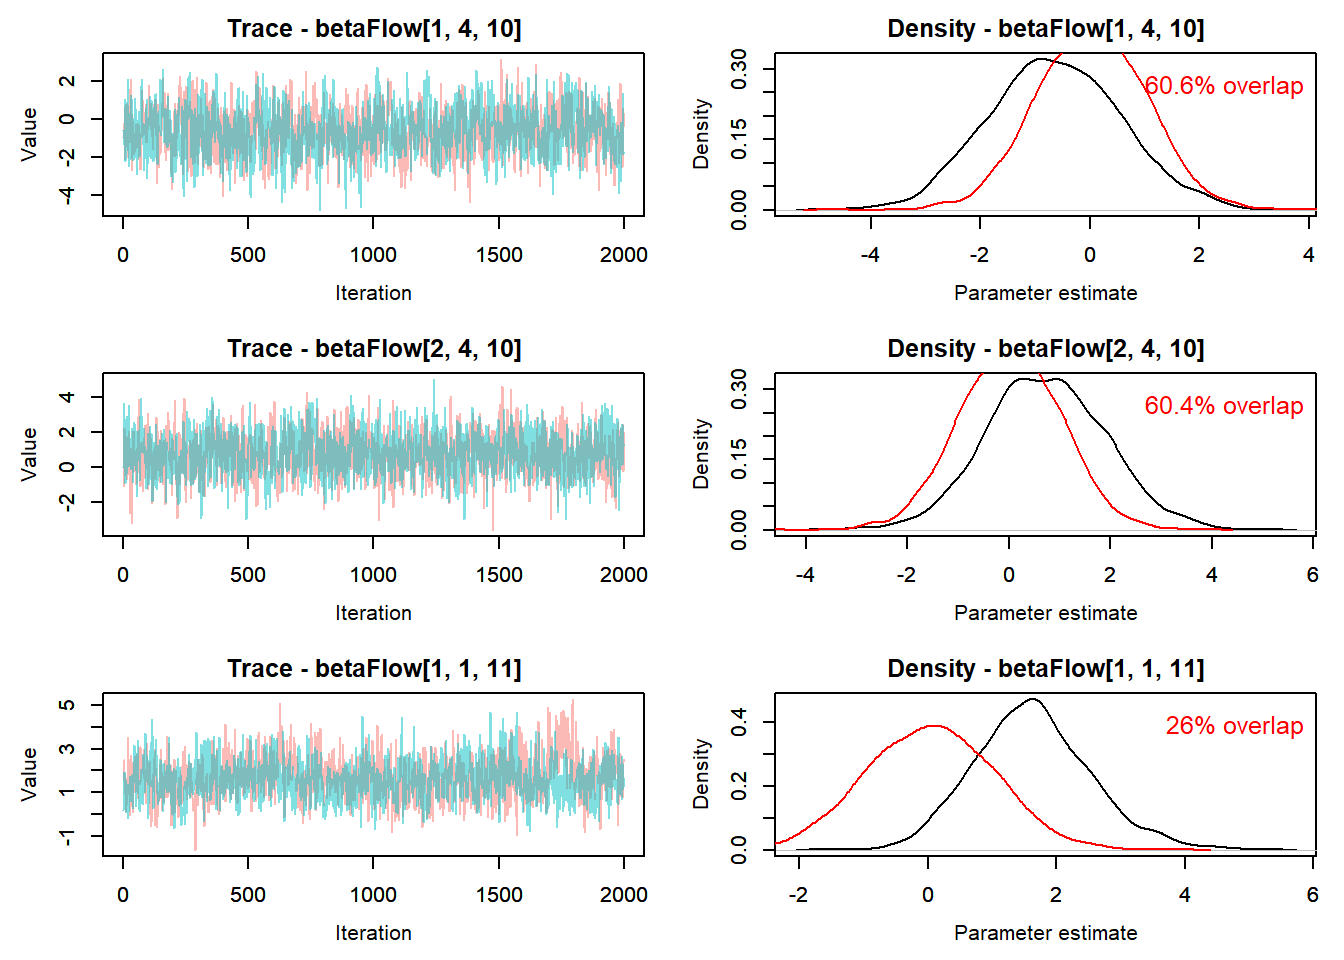 Trace - betaFlow[1, 4, 10]
Value
2
0
-2
-4
0 500 1000 1500 2000
Iteration
Density - betaFlow[1, 4, 10]
Density
0.30
0.15
0.00
60.6% overlap
-4 -2 0 2 4
Parameter estimate
Trace - betaFlow[2, 4, 10]
Value
4
2
0
-2
0 500 1000 1500 2000
Iteration
Density - betaFlow[2, 4, 10]
Density
0.30
0.15
0.00
60.4% overlap
-4 -2 0 2 4 6
Parameter estimate
Trace - betaFlow[1, 1, 11]
Value
5
3
1
-1
0 500 1000 1500 2000
Iteration
Density - betaFlow[1, 1, 11]
Density
0.4
0.2
0.0
26% overlap
-2 0 2 4 6
Parameter estimate